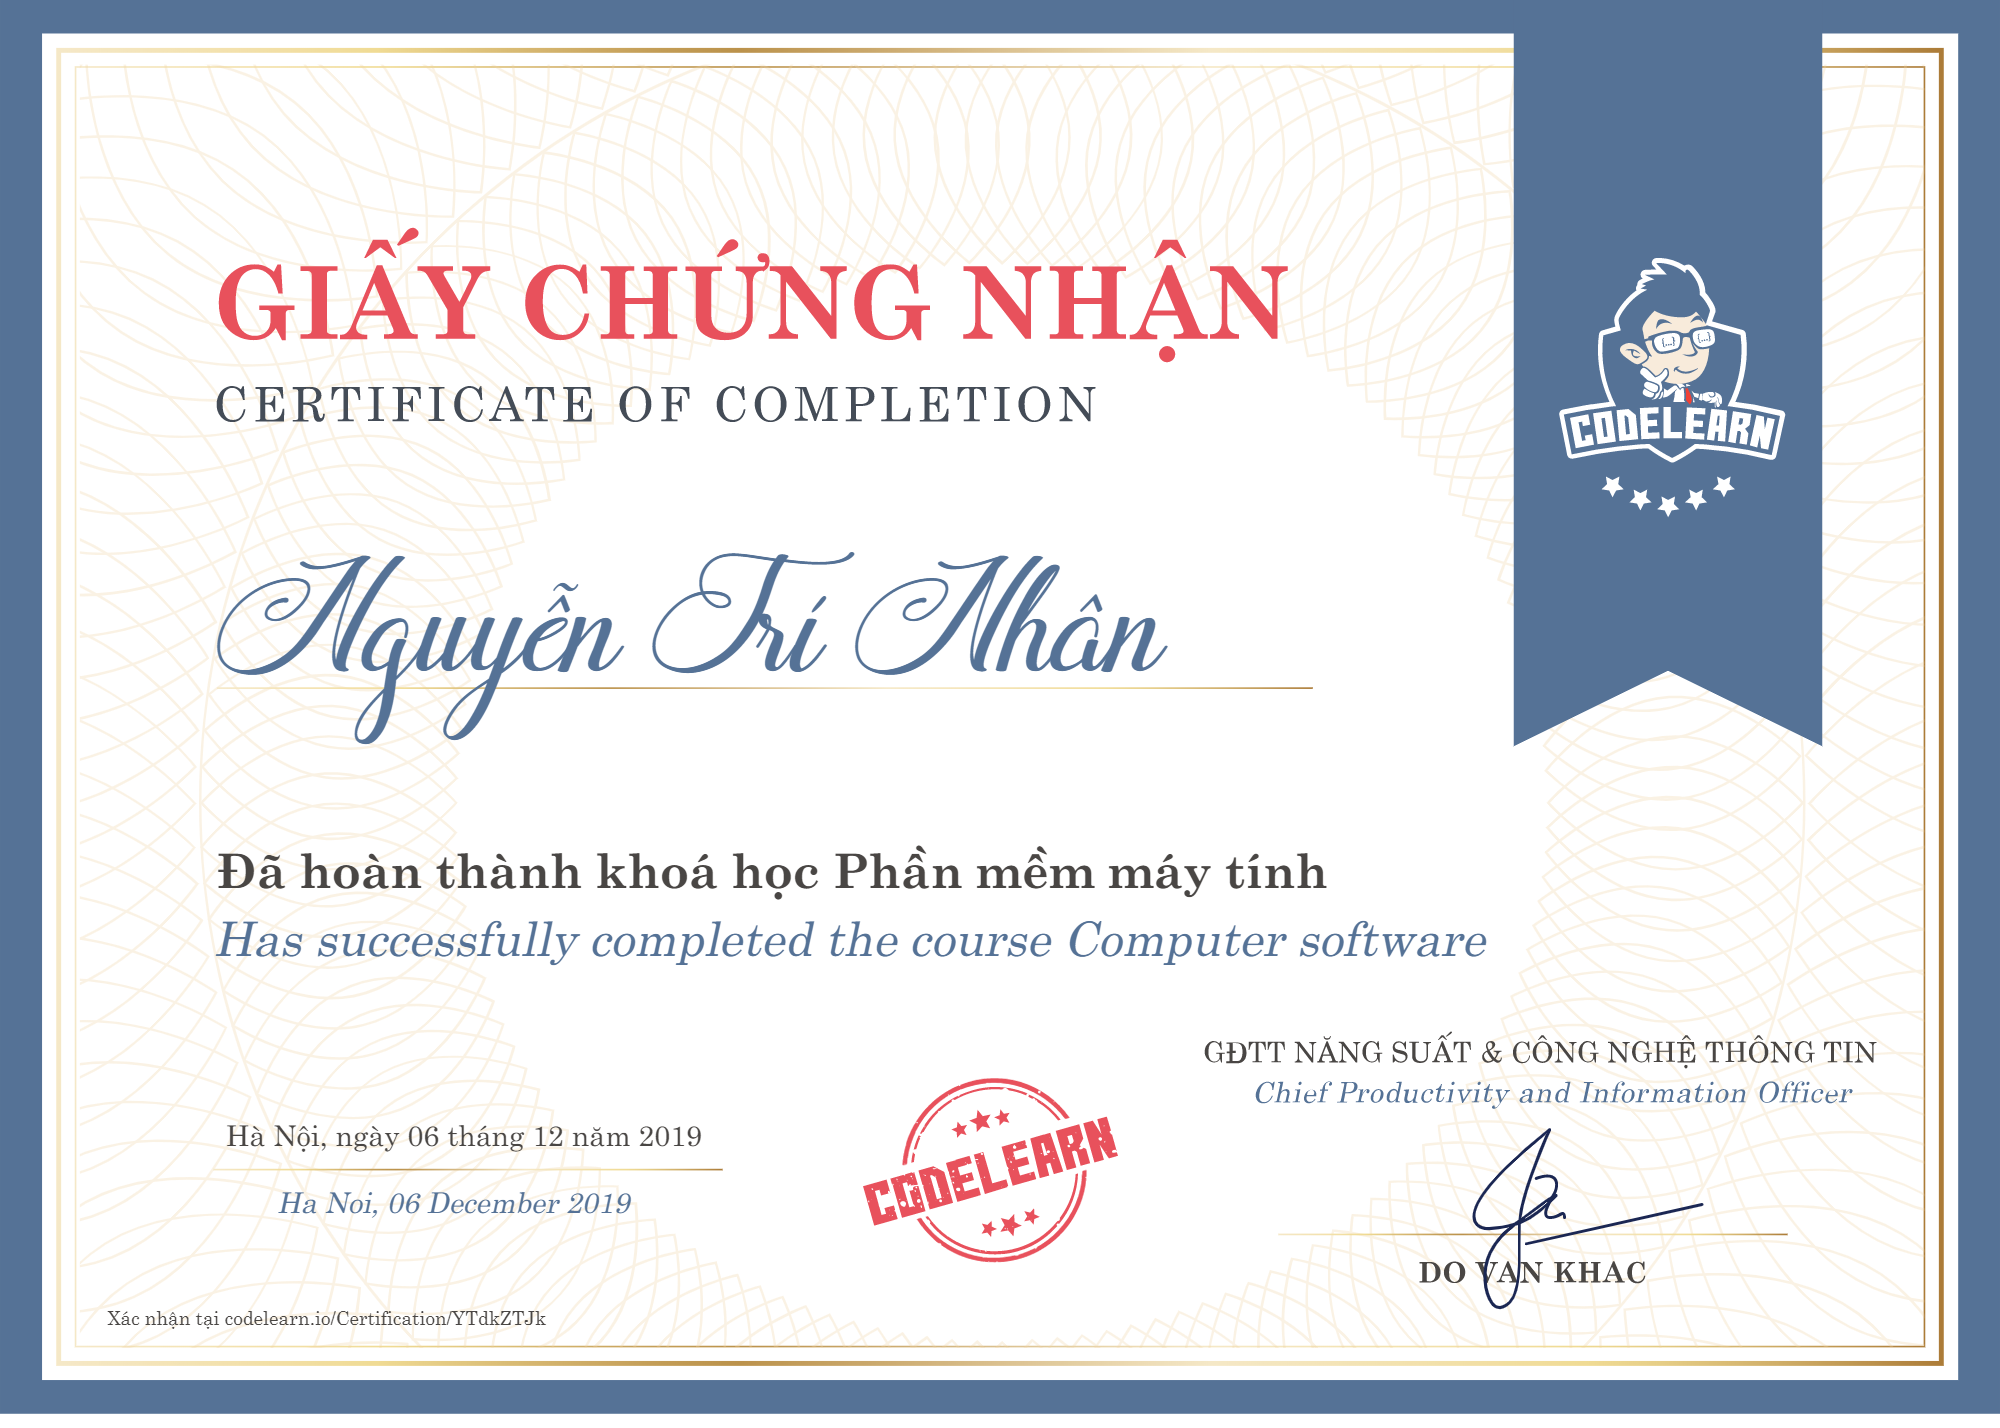 GIẤY CHỨNG NHẬN
CERTIFICATE OF COMPLETION
CODELEARN
Nguyễn Trí Nhân
Đã hoàn thành khoá học Phần mềm máy tính
Has successfully completed the course Computer software
GĐTT NĂNG SUẤT & CÔNG NGHỆ THÔNG TIN
Chief Productivity and Information Officer
Hà Nội, ngày 06 tháng 12 năm 2019
Ha Noi, 06 December 2019
CODELEARN
DO VAN KHAC
Xác nhận tại codelearn.io/Certification/YTdkZTJk